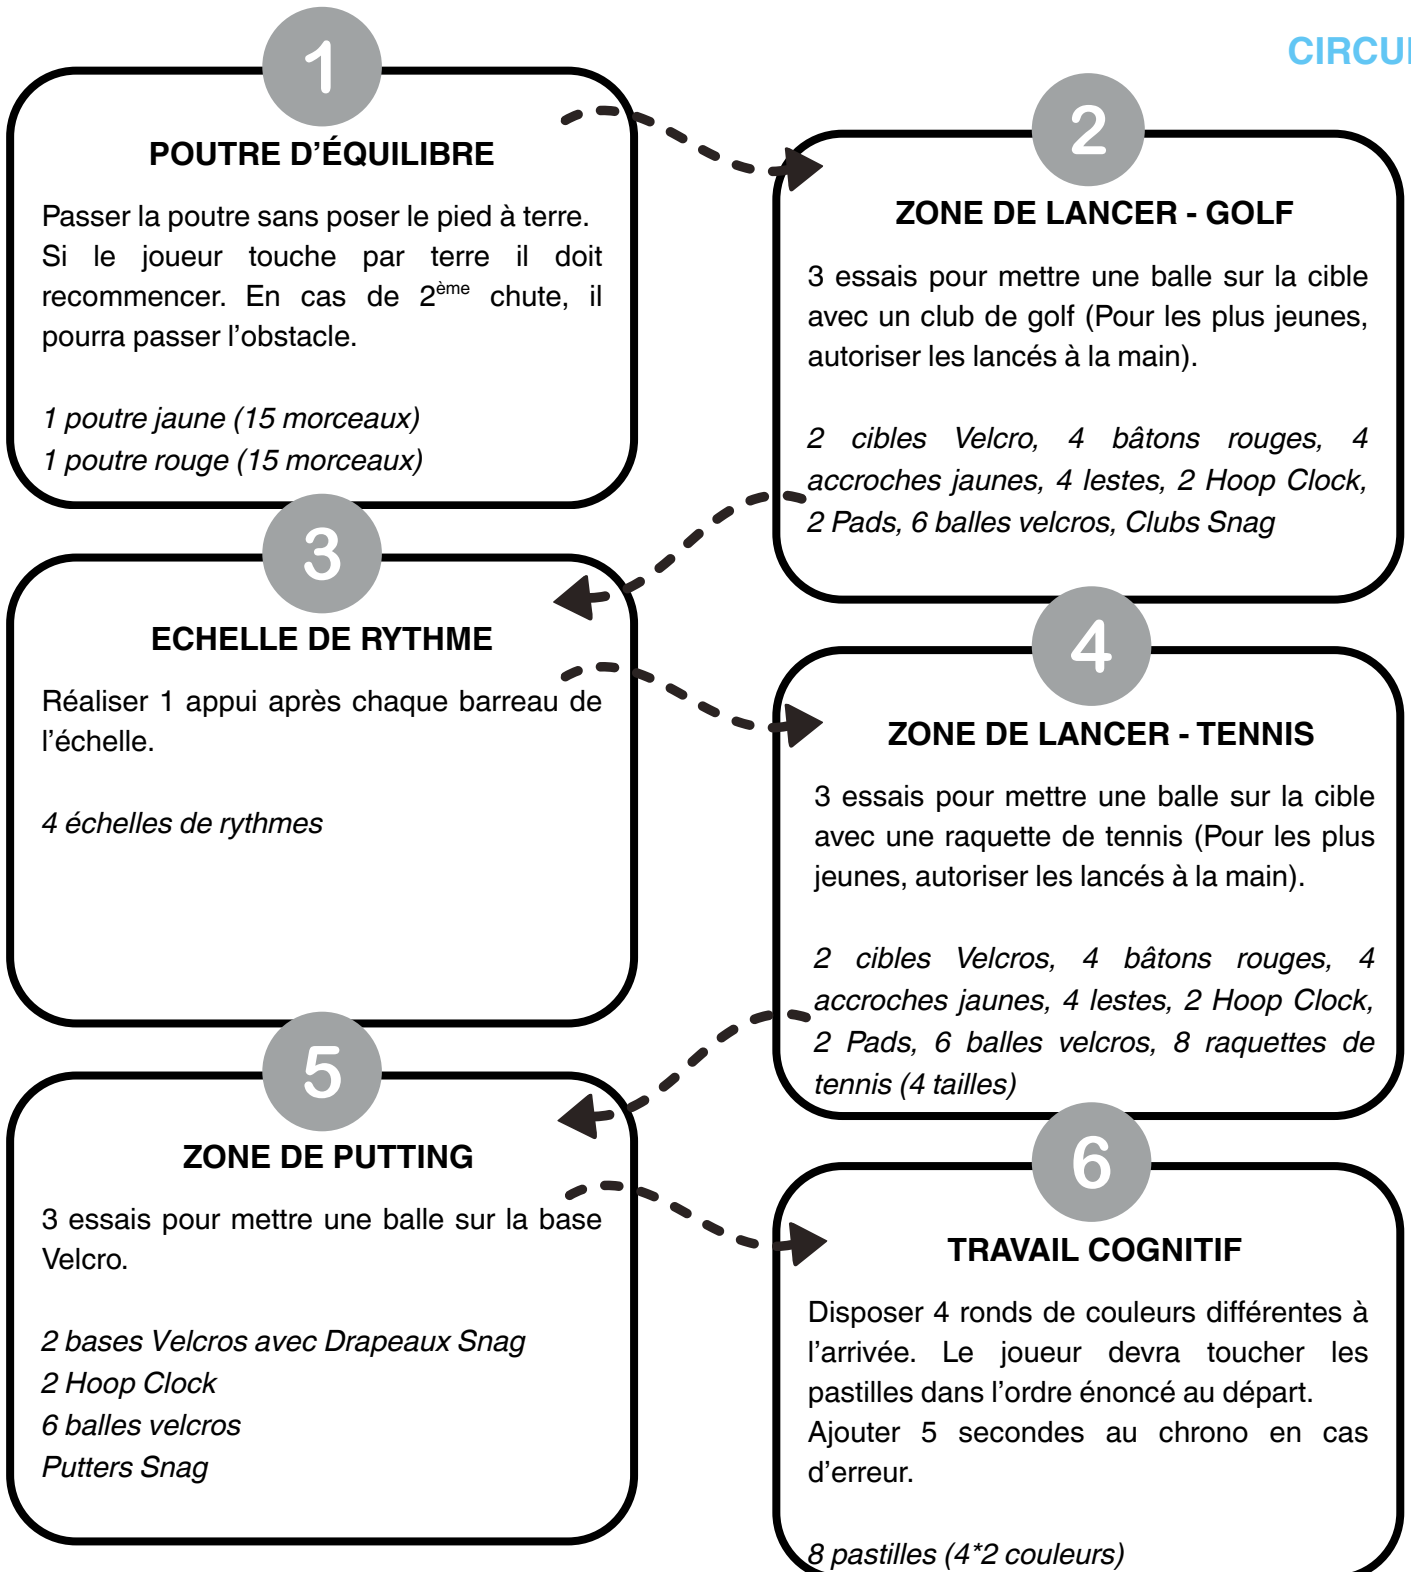 CIRCUI
1
POUTRE D’ÉQUILIBRE
Passer la poutre sans poser le pied à terre.
Si le joueur touche par terre il doit
recommencer. En cas de 2ème chute, il
pourra passer l’obstacle.
1 poutre jaune (15 morceaux)
1 poutre rouge (15 morceaux)
2
ZONE DE LANCER - GOLF
3 essais pour mettre une balle sur la cible
avec un club de golf (Pour les plus jeunes,
autoriser les lancés à la main).
2 cibles Velcro, 4 bâtons rouges, 4
accroches jaunes, 4 lestes, 2 Hoop Clock,
2 Pads, 6 balles velcros, Clubs Snag
3
ECHELLE DE RYTHME
Réaliser 1 appui après chaque barreau de
l’échelle.
4 échelles de rythmes
4
ZONE DE LANCER - TENNIS
3 essais pour mettre une balle sur la cible
avec une raquette de tennis (Pour les plus
jeunes, autoriser les lancés à la main).
2 cibles Velcros, 4 bâtons rouges, 4
accroches jaunes, 4 lestes, 2 Hoop Clock,
2 Pads, 6 balles velcros, 8 raquettes de
tennis (4 tailles)
5
ZONE DE PUTTING
3 essais pour mettre une balle sur la base
Velcro.
2 bases Velcros avec Drapeaux Snag
2 Hoop Clock
6 balles velcros
Putters Snag
6
TRAVAIL COGNITIF
Disposer 4 ronds de couleurs différentes à
l’arrivée. Le joueur devra toucher les
pastilles dans l’ordre énoncé au départ.
Ajouter 5 secondes au chrono en cas
d’erreur.
8 pastilles (4*2 couleurs)